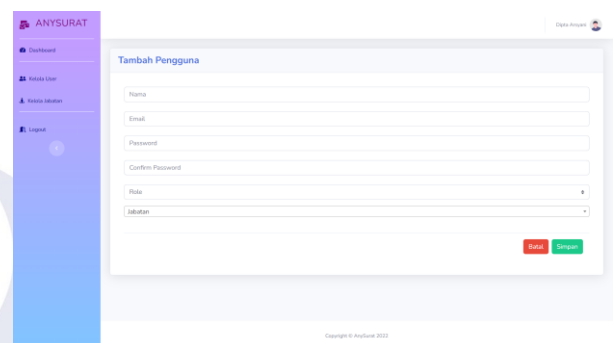 ANYSURAT
Dashboard
Kelola User
Kelola Jabatan
Logout
Dipta Anjyani
Tambah Pengguna
Nama
Email
Password
Confirm Password
Role
Jabatan
Batal
Simpan
Copyright © AnySurat 2022